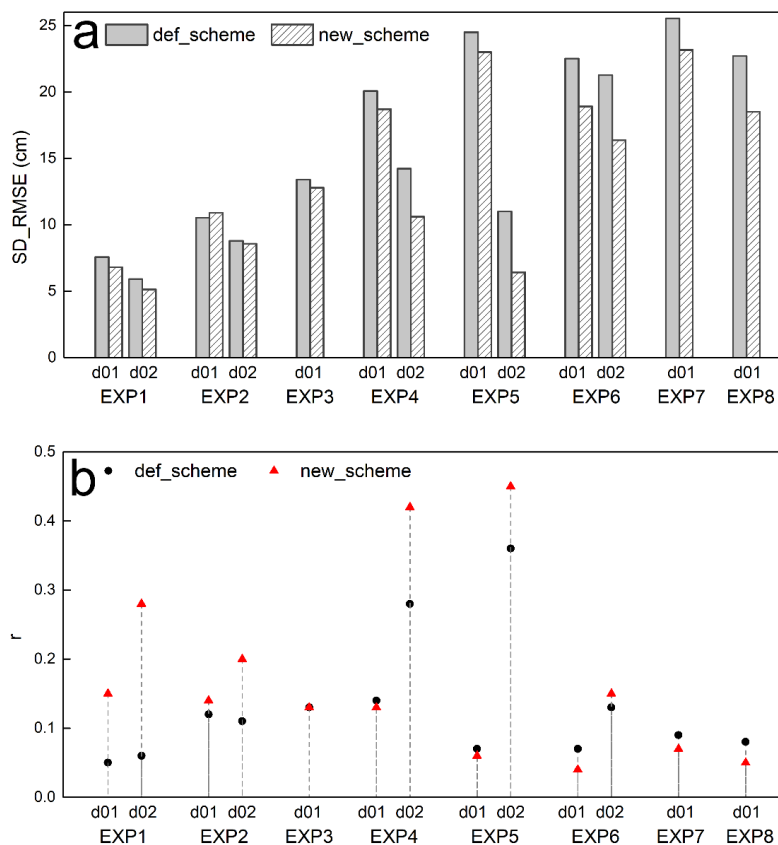 a
def_scheme new_scheme
SD_RMSE (cm)
25
20
15
10
5
0
d01 d02 d01 d02 d01 d01 d02 d01 d02 d01 d02 d01 d01
EXP1 EXP2 EXP3 EXP4 EXP5 EXP6 EXP7 EXP8
b
def_scheme new_scheme
r
0.5
0.4
0.3
0.2
0.1
0.0
d01 d02 d01 d02 d01 d01 d02 d01 d02 d01 d02 d01 d01
EXP1 EXP2 EXP3 EXP4 EXP5 EXP6 EXP7 EXP8